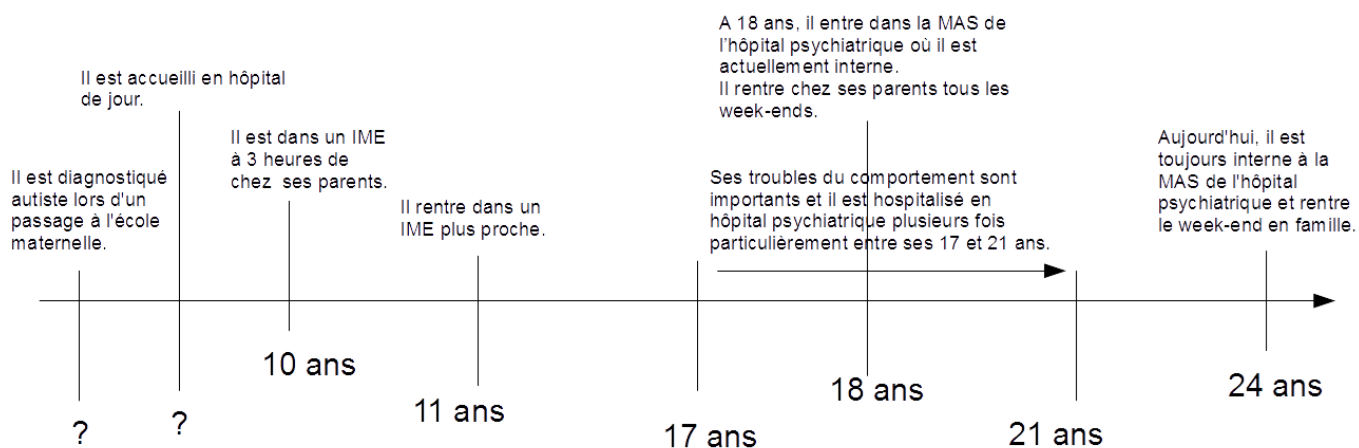 Il est diagnostiqué
autiste lors d'un
passage à l'école
maternelle.
?
Il est accueilli en hôpital
de jour.
?
Il est dans un IME
à 3 heures de
chez ses parents.
10 ans
Il rentre dans un
IME plus proche.
11 ans
Ses troubles du comportement sont
importants et il est hospitalisé en
hôpital psychiatrique plusieurs fois
particulièrement entre ses 17 et 21 ans.
17 ans
A 18 ans, il entre dans la MAS de
l'hôpital psychiatrique où il est
actuellement interne.
Il rentre chez ses parents tous les
week-ends.
18 ans
21 ans
Aujourd'hui, il est
toujours interne à la
MAS de l'hôpital
psychiatrique et rentre
le week-end en famille.
24 ans